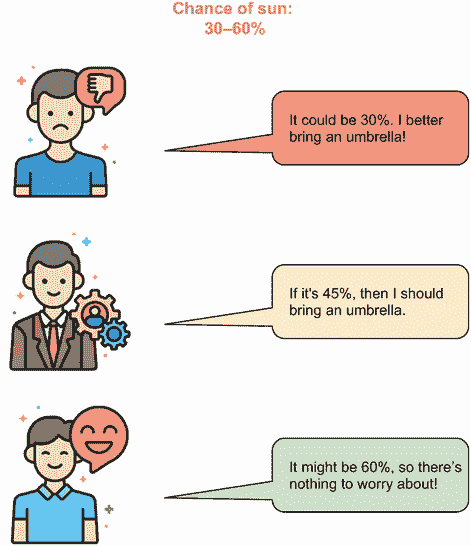 Chance of sun:
30–60%
It could be 30%. I better
bring an umbrella!
If it's 45%, then I should
bring an umbrella.
It might be 60%, so there's
nothing to worry about!